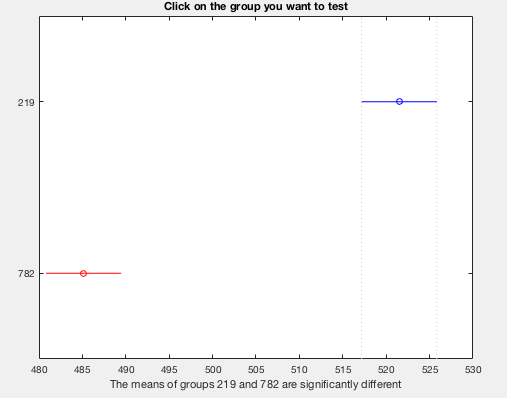 Click on the group you want to test
219
782
480 485 490 495 500 505 510 515 520 525 530
The means of groups 219 and 782 are significantly different